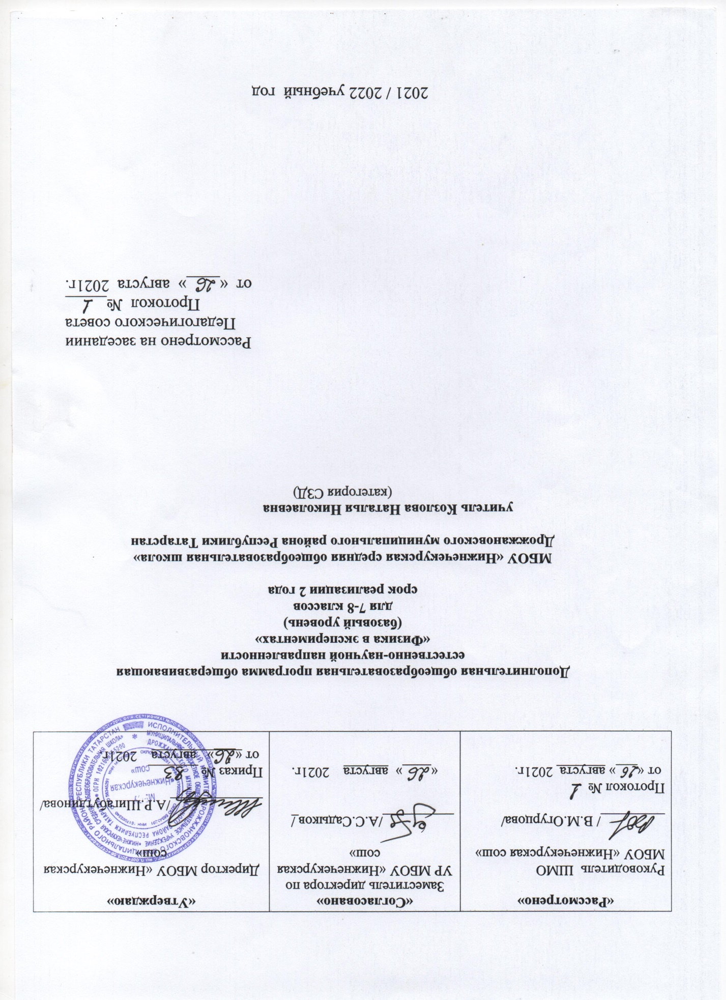 «Рассмотрено»
Руководитель ШМО
МБОУ «Нижнечекурская сош»
/ В.М.Огурцова/
Протокол № 1
от «26» августа 2021г.
«Согласовано»
Заместитель директора по
УР МБОУ «Нижнечекурская
сош»
/А.С.Садыков /
«26» августа 2021г.
«Утверждаю»
Директор МБОУ «Нижнечекурская
сош»
/А.Р.Шигабутдинова/
Приказ № 83
от «26» августа 2021г
Дополнительная общеобразовательная программа общеразвивающая
естественно-научной направленности
«Физика в экспериментах»
(базовый уровень)
для 7-8 классов
срок реализации 2 года
МБОУ «Нижнечекурская средняя общеобразовательная школа»
Дрожжановского муниципального района Республики Татарстан
учитель Козлова Наталья Николаевна
(категория СЗД)
Рассмотрено на заседании
Педагогического совета
Протокол № 1
от «26» августа 2021г.
2021 / 2022 учебный год